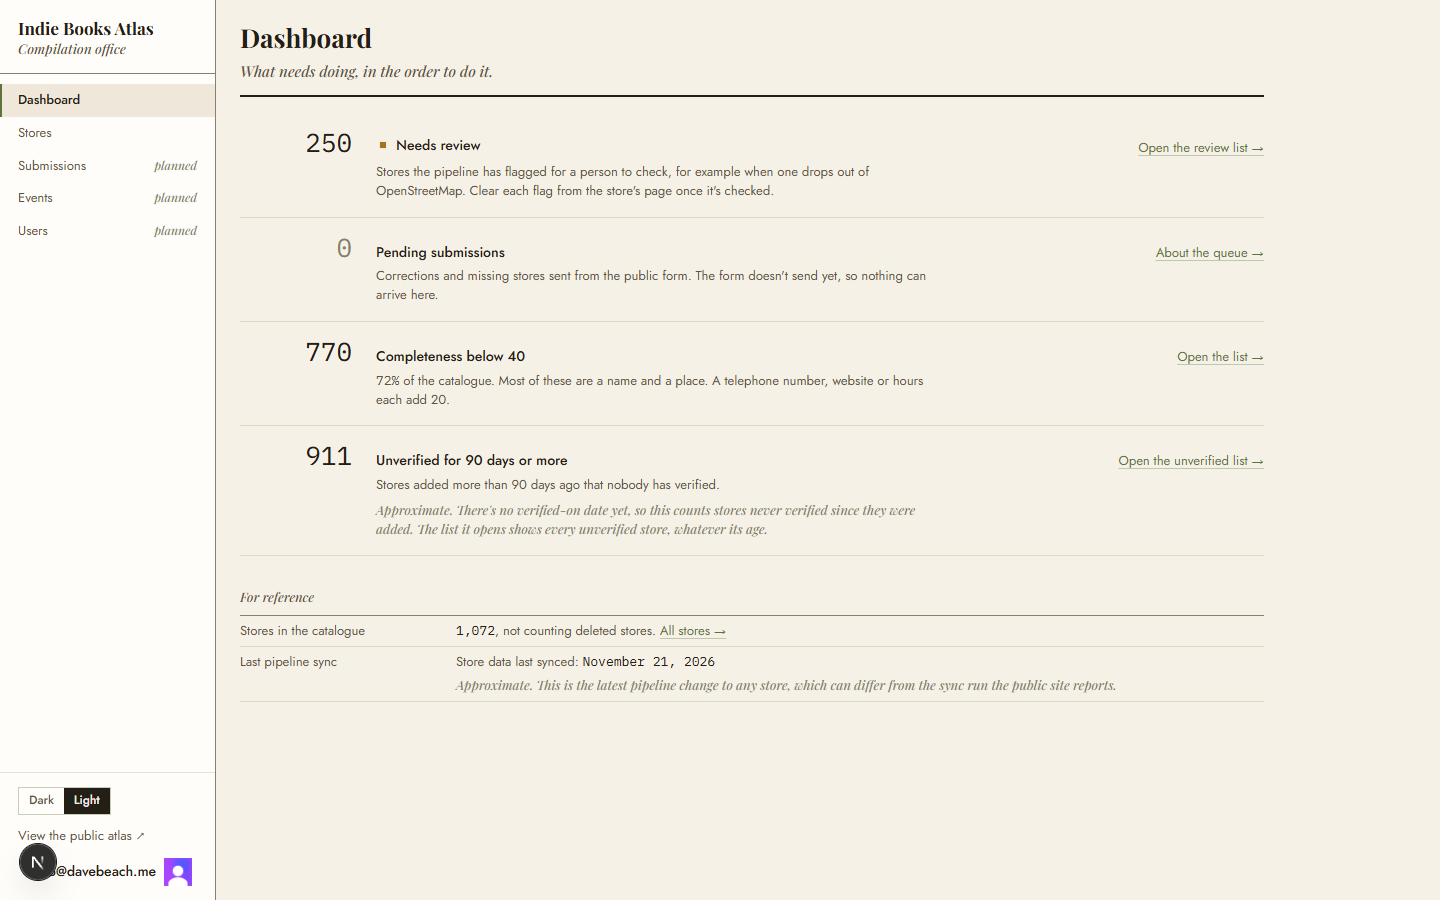 Indie Books Atlas
Compilation office
Dashboard
Stores
Submissions planned
Events planned
Users planned
Dark Light
View the public atlas ↗
N
@davebeach.me
Dashboard
What needs doing, in the order to do it.
250 Needs review Open the review list →
Stores the pipeline has flagged for a person to check, for example when one drops out of
OpenStreetMap. Clear each flag from the store's page once it's checked.
0 Pending submissions About the queue →
Corrections and missing stores sent from the public form. The form doesn't send yet, so nothing can
arrive here.
770 Completeness below 40 Open the list →
72% of the catalogue. Most of these are a name and a place. A telephone number, website or hours
each add 20.
911 Unverified for 90 days or more Open the unverified list →
Stores added more than 90 days ago that nobody has verified.
Approximate. There's no verified-on date yet, so this counts stores never verified since they were
added. The list it opens shows every unverified store, whatever its age.
For reference
Stores in the catalogue 1,072, not counting deleted stores. All stores →
Last pipeline sync Store data last synced: November 21, 2026
Approximate. This is the latest pipeline change to any store, which can differ from the sync run the public site reports.